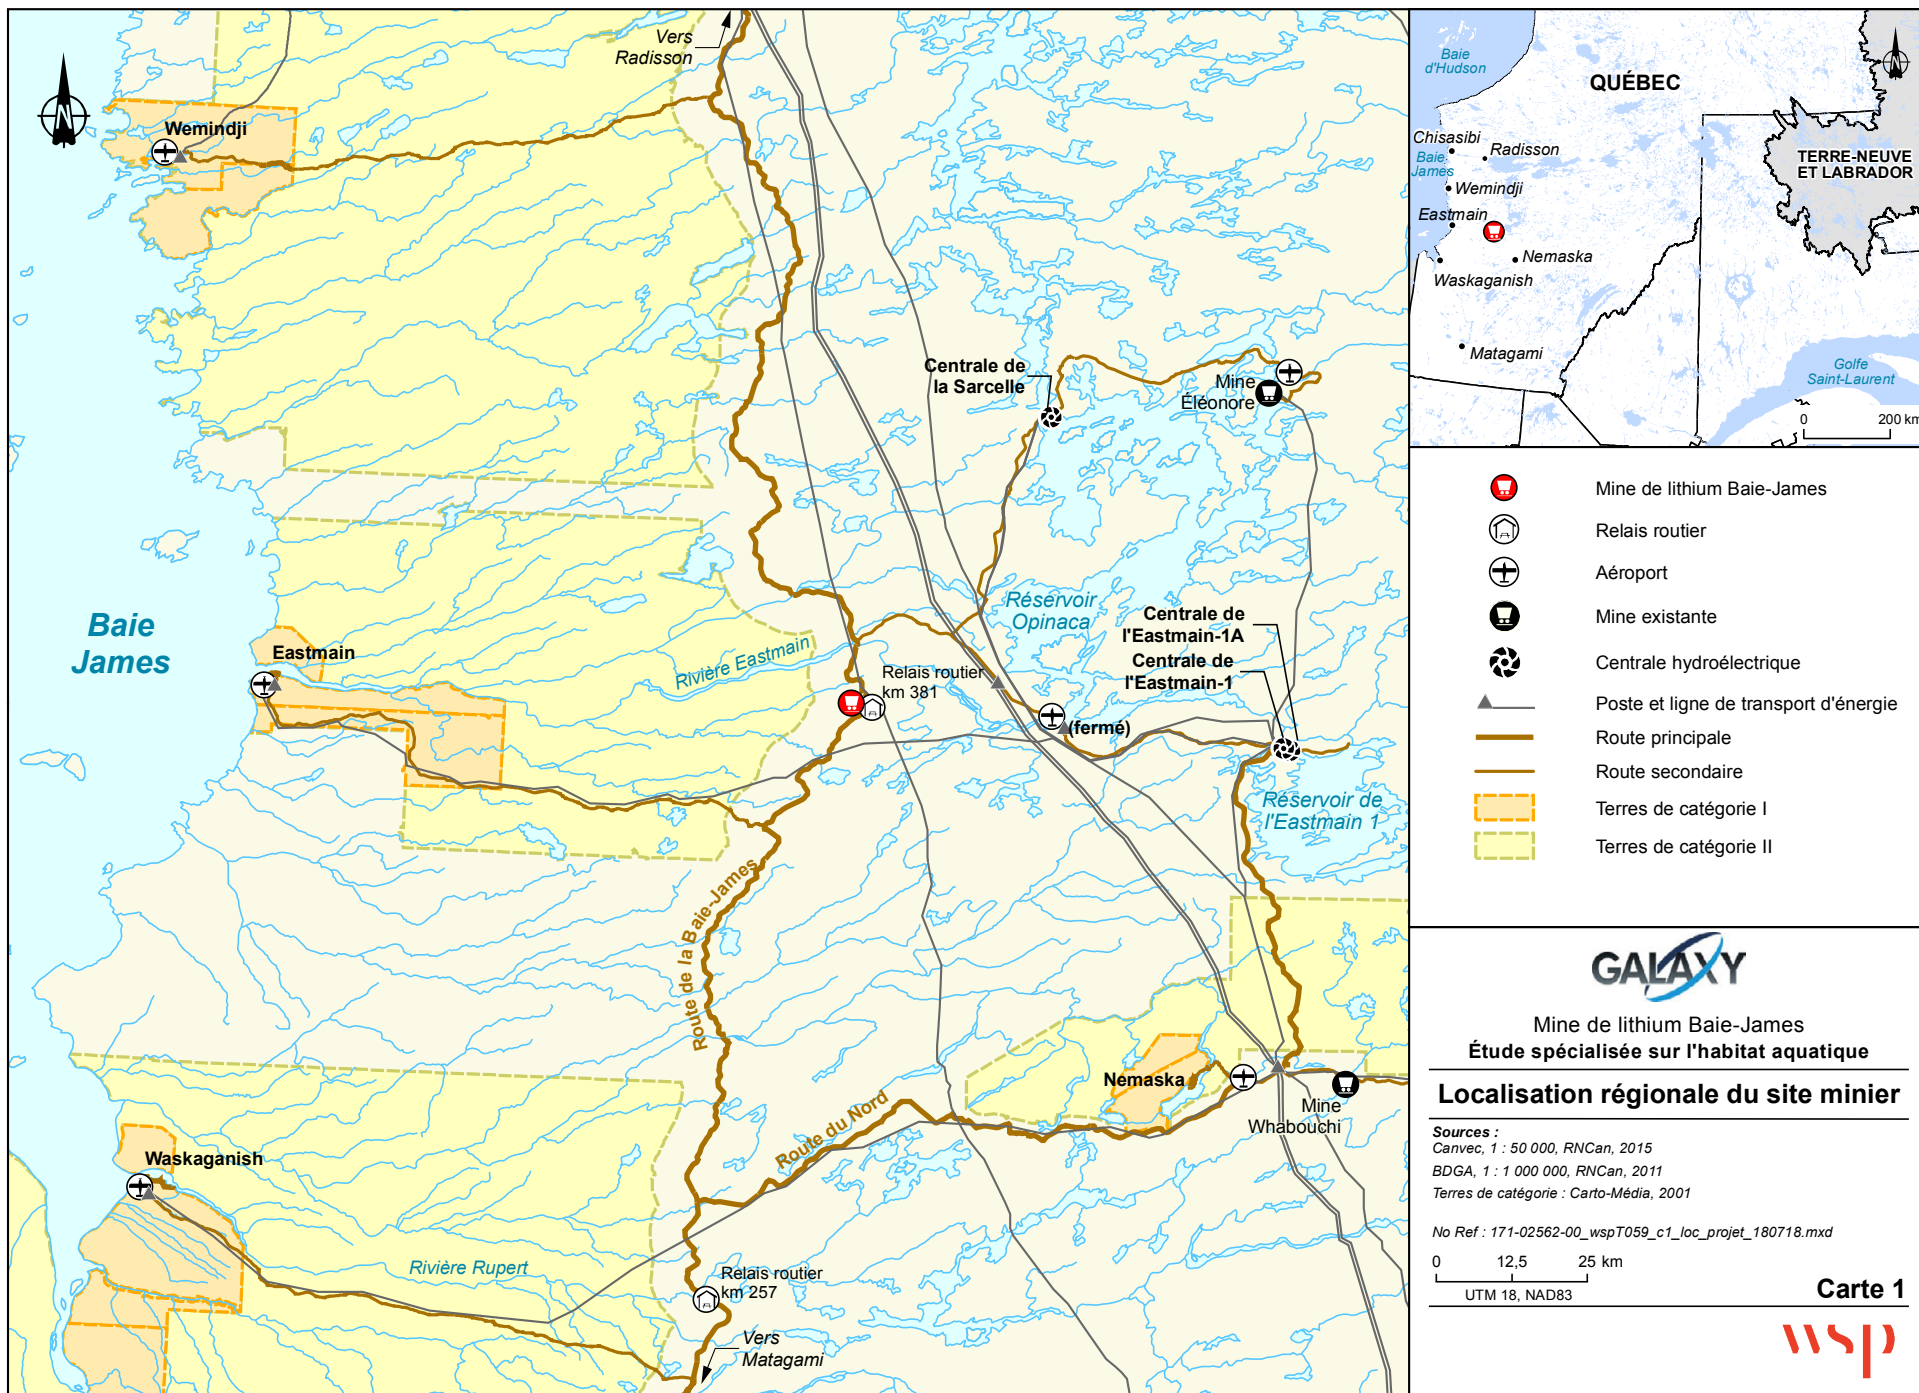 Vers
Radisson
N
Wemindji
Centrale de
la Sarcelle
Mine
Éléonore
Baie
James
Réservoir
Opinaca
Centrale de
l'Eastmain-1A
Centrale de
l'Eastmain-1
Eastmain
Rivière Eastmain
Relais routier
km 381
(fermé)
Réservoir de
l'Eastmain 1
Route de la Baie-James
Nemaska
Mine
Whabouchi
Route du Nord
Waskaganish
Rivière Rupert
Relais routier
km 257
Vers
Matagami
Baie
d'Hudson
QUÉBEC
N
Chisasibi
Baie
James
Radisson
TERRE-NEUVE
ET LABRADOR
Wemindji
Eastmain
Nemaska
Waskaganish
Matagami
Golfe
Saint-Laurent
0 200 km
Mine de lithium Baie-James
Relais routier
Aéroport
Mine existante
Centrale hydroélectrique
Poste et ligne de transport d'énergie
Route principale
Route secondaire
Terres de catégorie I
Terres de catégorie II
GALAXY
Mine de lithium Baie-James
Étude spécialisée sur l'habitat aquatique
Localisation régionale du site minier
Sources :
Canvec, 1 : 50 000, RNCan, 2015
BDGA, 1 : 1 000 000, RNCan, 2011
Terres de catégorie : Carto-Média, 2001
No Ref : 171-02562-00_wspT059_c1_loc_projet_180718.mxd
0 12,5 25 km
UTM 18, NAD83
Carte 1
wsp